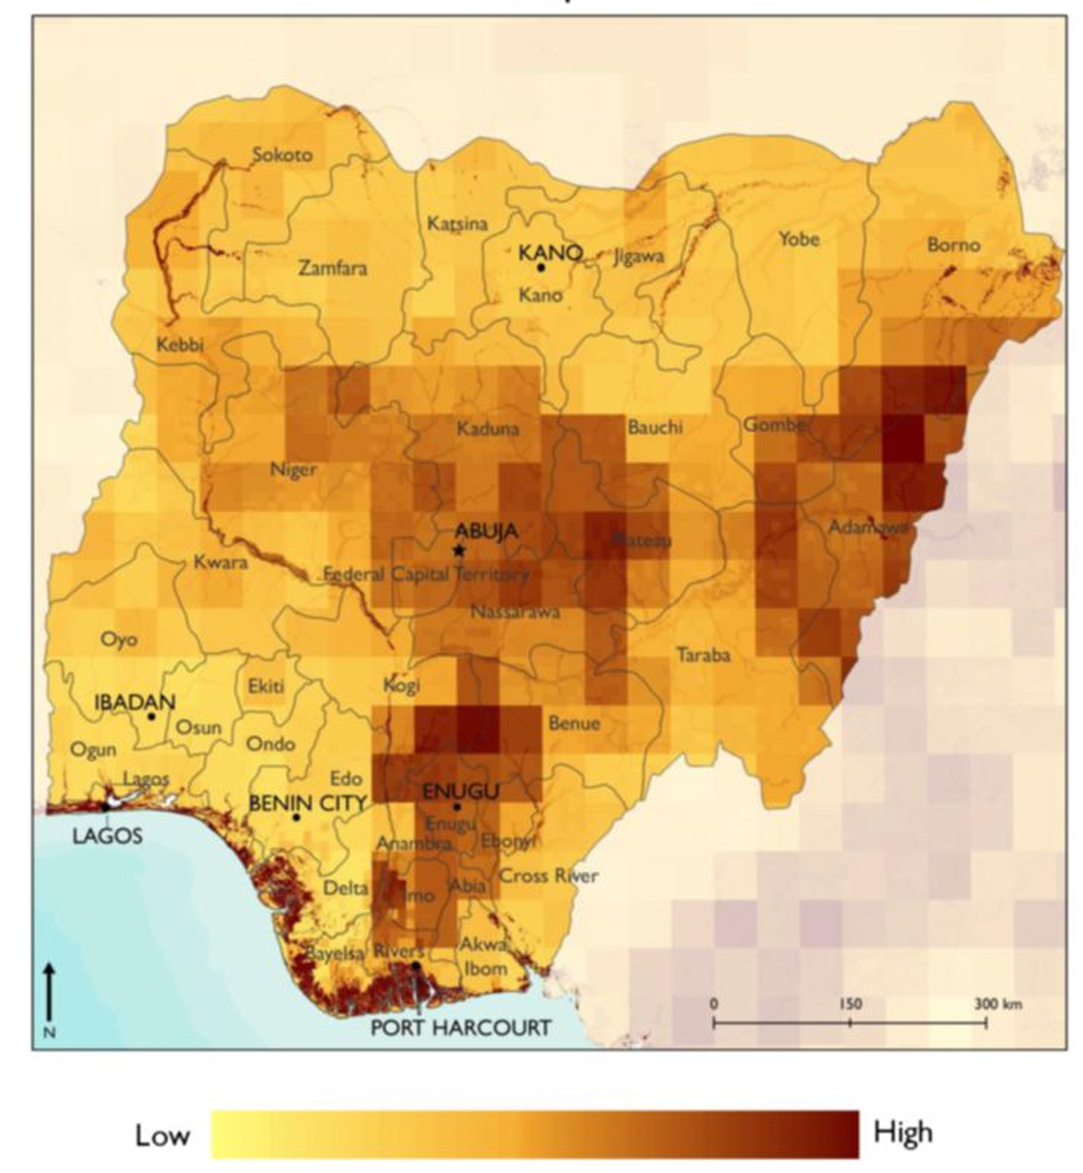 Sokoto
Katsina
KANO
Jigawa
Yobe
Borno
Zamfara
Kano
Kebbi
Kaduna
Bauchi
Gombe
Niger
ABUJA
Plateau
Adamawa
Kwara
Federal Capital Territory
Nassarawa
Oyo
Taraba
Ekiti
Kogi
IBADAN
Osun
Benue
Ogun
Ondo
Lagos
Edo
ENUGU
BENIN CITY
LAGOS
Enugu
Anambra
Ebonyi
Cross River
Delta
Imo
Abia
Bayelsa
Rivers
Akwa
Ibom
N
0 150 300 km
PORT HARCOURT
Low
High